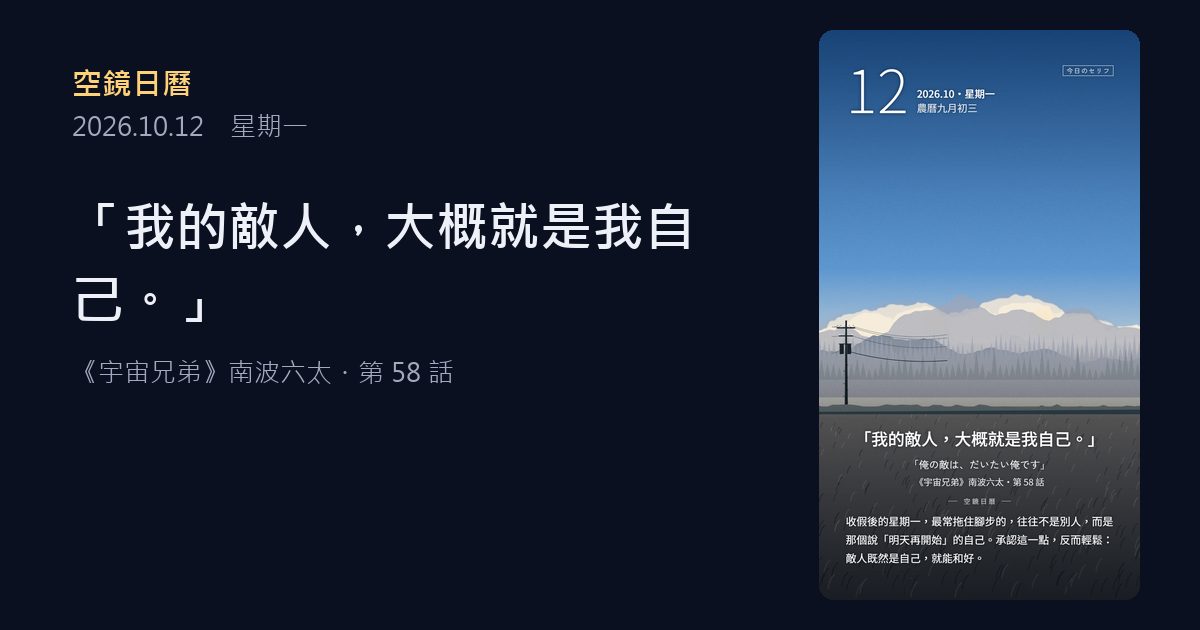 空鏡日曆
2026.10.12　星期一
「我的敵人，大概就是我自
己。」
《宇宙兄弟》南波六太・第 58 話
12
今日のセリフ
2026.10・星期一
農曆九月初三
「我的敵人，大概就是我自己。」
「俺の敵は、だいたい俺です」
《宇宙兄弟》南波六太・第 58 話
— 空鏡日曆 —
收假後的星期一，最常拖住腳步的，往往不是別人，而是
那個說「明天再開始」的自己。承認這一點，反而輕鬆：
敵人既然是自己，就能和好。